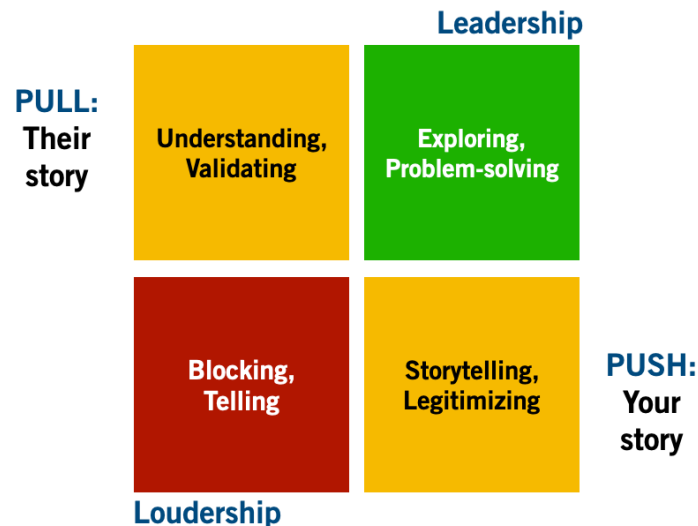 Leadership
PULL:
Their
story
Understanding,
Validating
Exploring,
Problem-solving
Blocking,
Telling
Storytelling,
Legitimizing
PUSH:
Your
story
Loudership